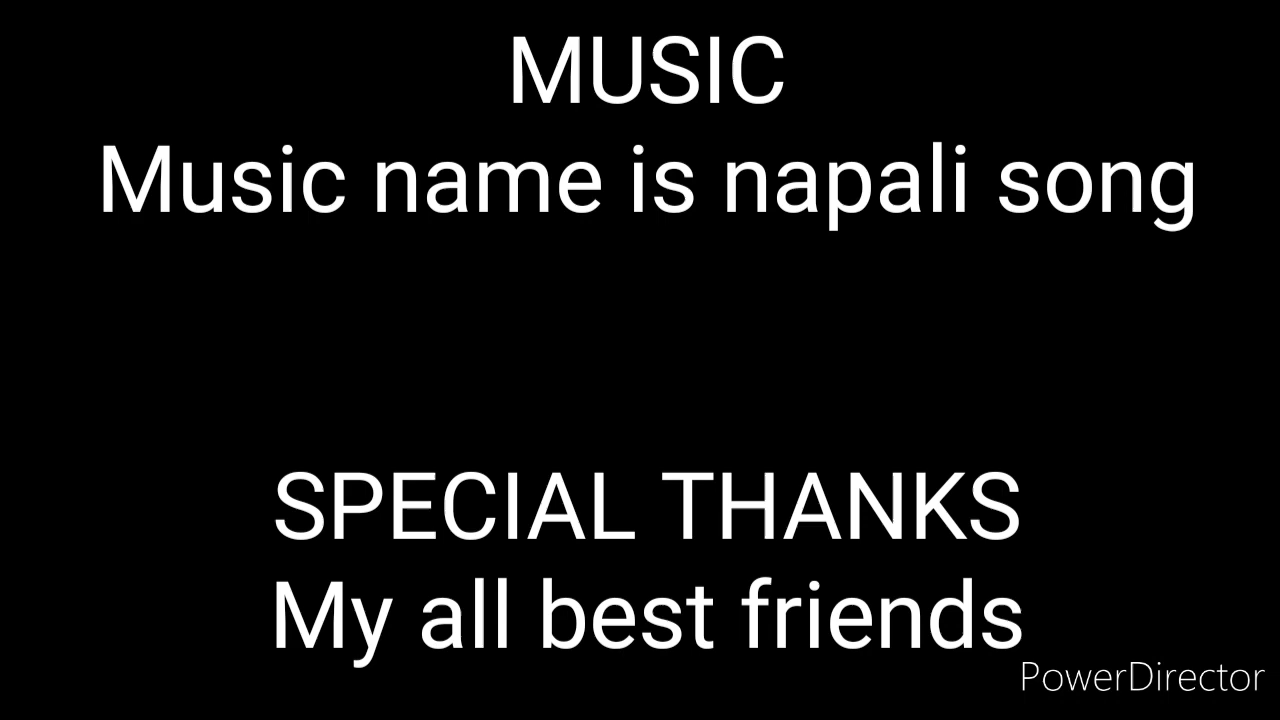 MUSIC
Music name is napali song
SPECIAL THANKS
My all best friends
PowerDirector